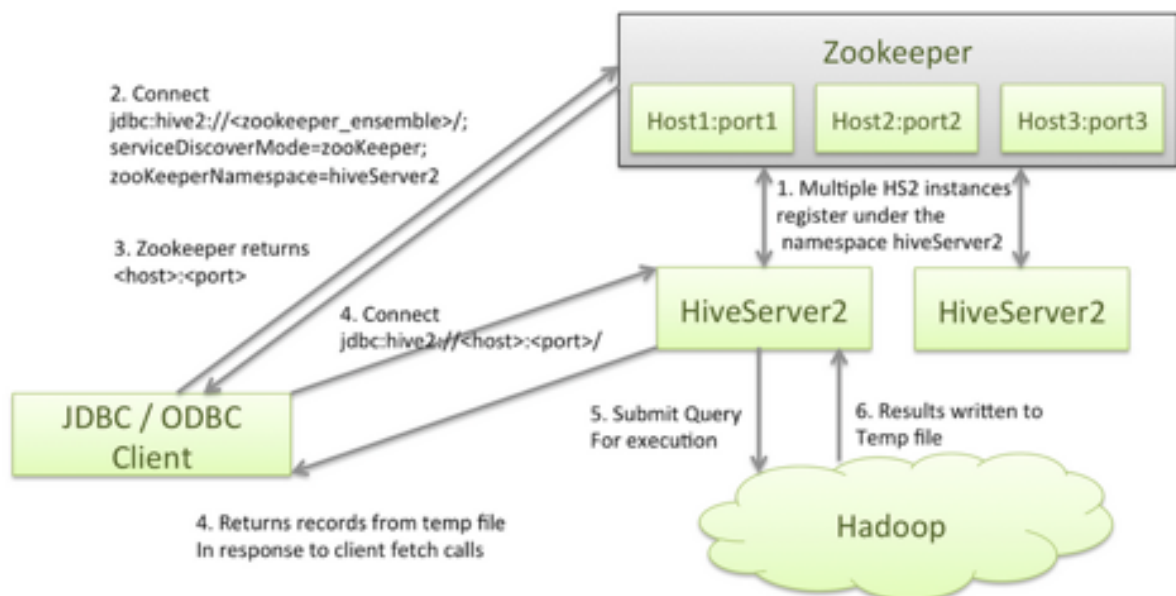 Zookeeper
Host1:port1
Host2:port2
Host3:port3
2. Connect
jdbc:hive2://<zookeeper_ensemble>/;
serviceDiscoverMode=zooKeeper;
zooKeeperNamespace=hiveServer2
1. Multiple HS2 instances
register under the
namespace hiveServer2
3. Zookeeper returns
<host>:<port>
4. Connect
jdbc:hive2://<host>:<port>/
HiveServer2
HiveServer2
JDBC / ODBC
Client
5. Submit Query
For execution
6. Results written to
Temp file
4. Returns records from temp file
In response to client fetch calls
Hadoop